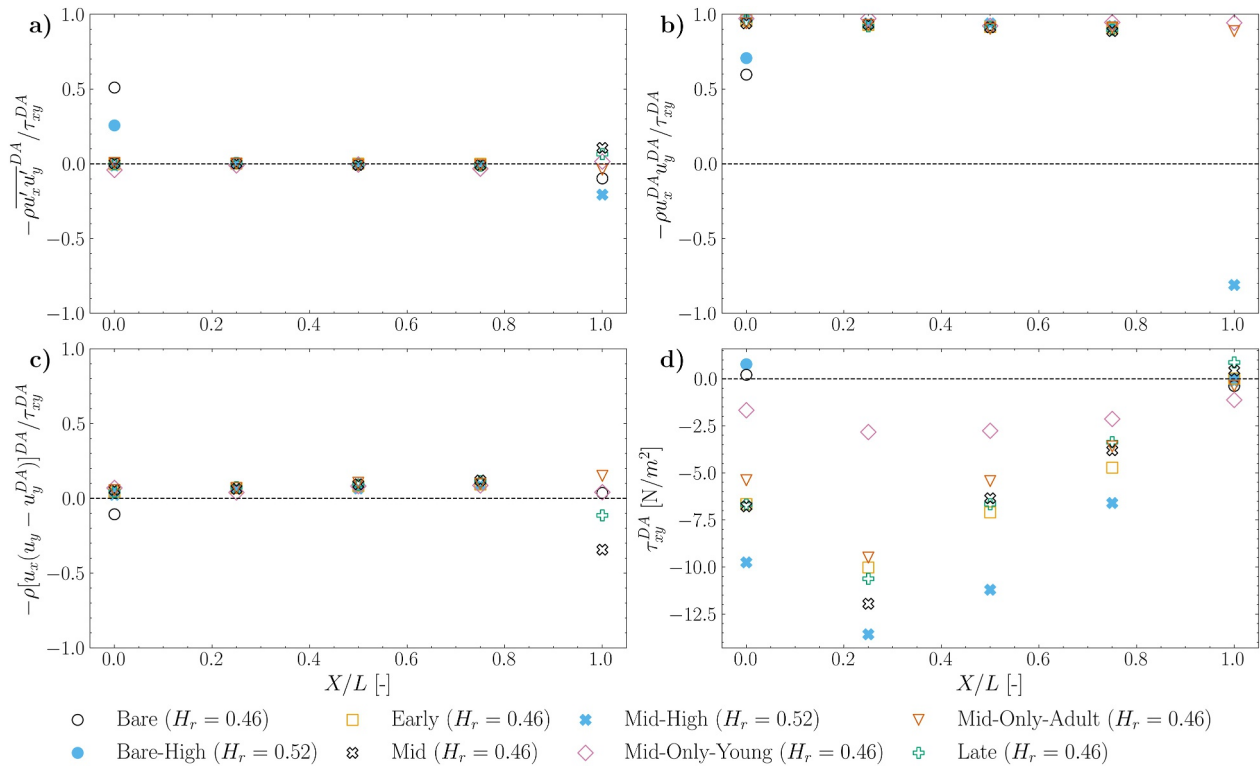 a)
1.0
0.5
0.0
−0.5
−1.0
0.0 0.2 0.4 0.6 0.8 1.0
$-\rho\overline{u'_x u'_y}^{DA}/\tau_{xy}^{DA}$
b)
1.0
0.5
0.0
−0.5
−1.0
0.0 0.2 0.4 0.6 0.8 1.0
$-\rho u_x^{DA} u_y^{DA}/\tau_{xy}^{DA}$
c)
1.0
0.5
0.0
−0.5
−1.0
0.0 0.2 0.4 0.6 0.8 1.0
$-\rho[u_x(u_y - u_y^{DA})]^{DA}/\tau_{xy}^{DA}$
X/L [-]
d)
0.0
−2.5
−5.0
−7.5
−10.0
−12.5
0.0 0.2 0.4 0.6 0.8 1.0
$\tau_{xy}^{DA}$ [N/m²]
X/L [-]
Bare ($H_r$ = 0.46) Early ($H_r$ = 0.46) Mid-High ($H_r$ = 0.52) Mid-Only-Adult ($H_r$ = 0.46)
Bare-High ($H_r$ = 0.52) Mid ($H_r$ = 0.46) Mid-Only-Young ($H_r$ = 0.46) Late ($H_r$ = 0.46)